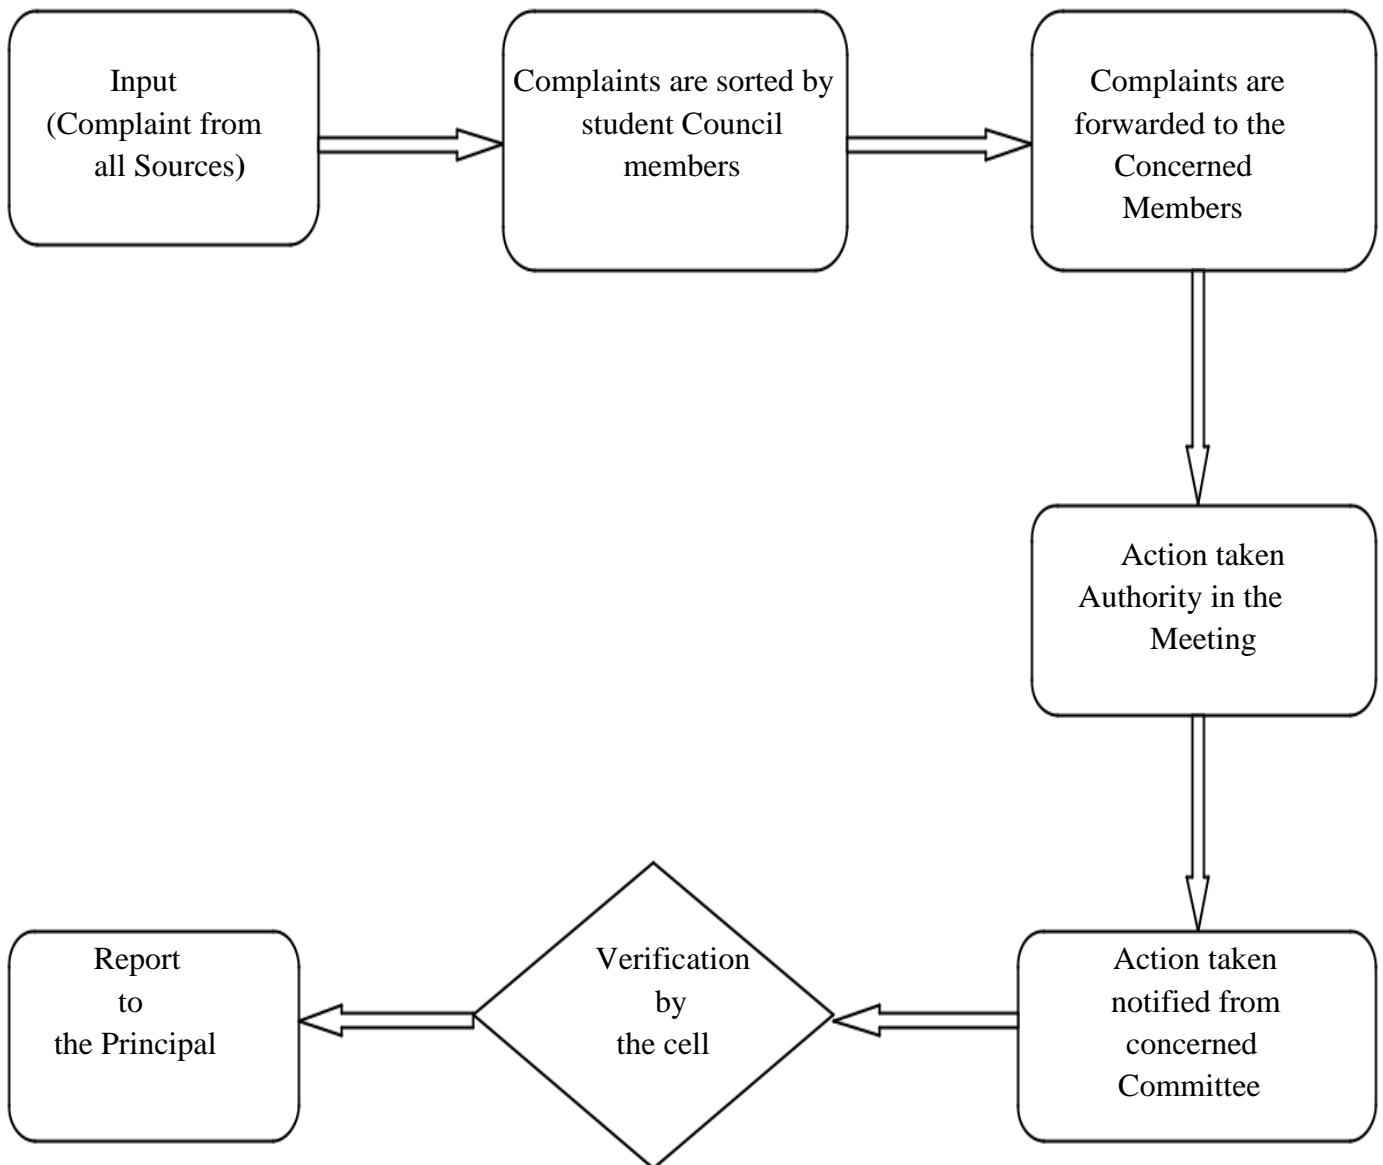 Input
(Complaint from
all Sources)
Complaints are sorted by
student Council
members
Complaints are
forwarded to the
Concerned
Members
Action taken
Authority in the
Meeting
Action taken
notified from
concerned
Committee
Verification
by
the cell
Report
to
the Principal